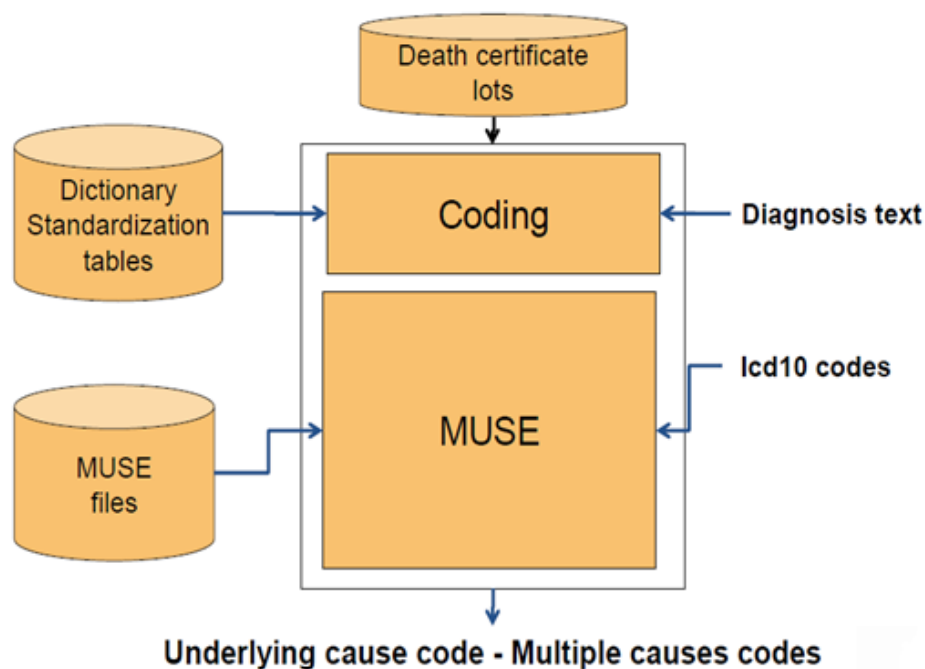 Death certificate
lots
Dictionary
Standardization
tables
Coding
Diagnosis text
Icd10 codes
MUSE
MUSE
files
Underlying cause code - Multiple causes codes